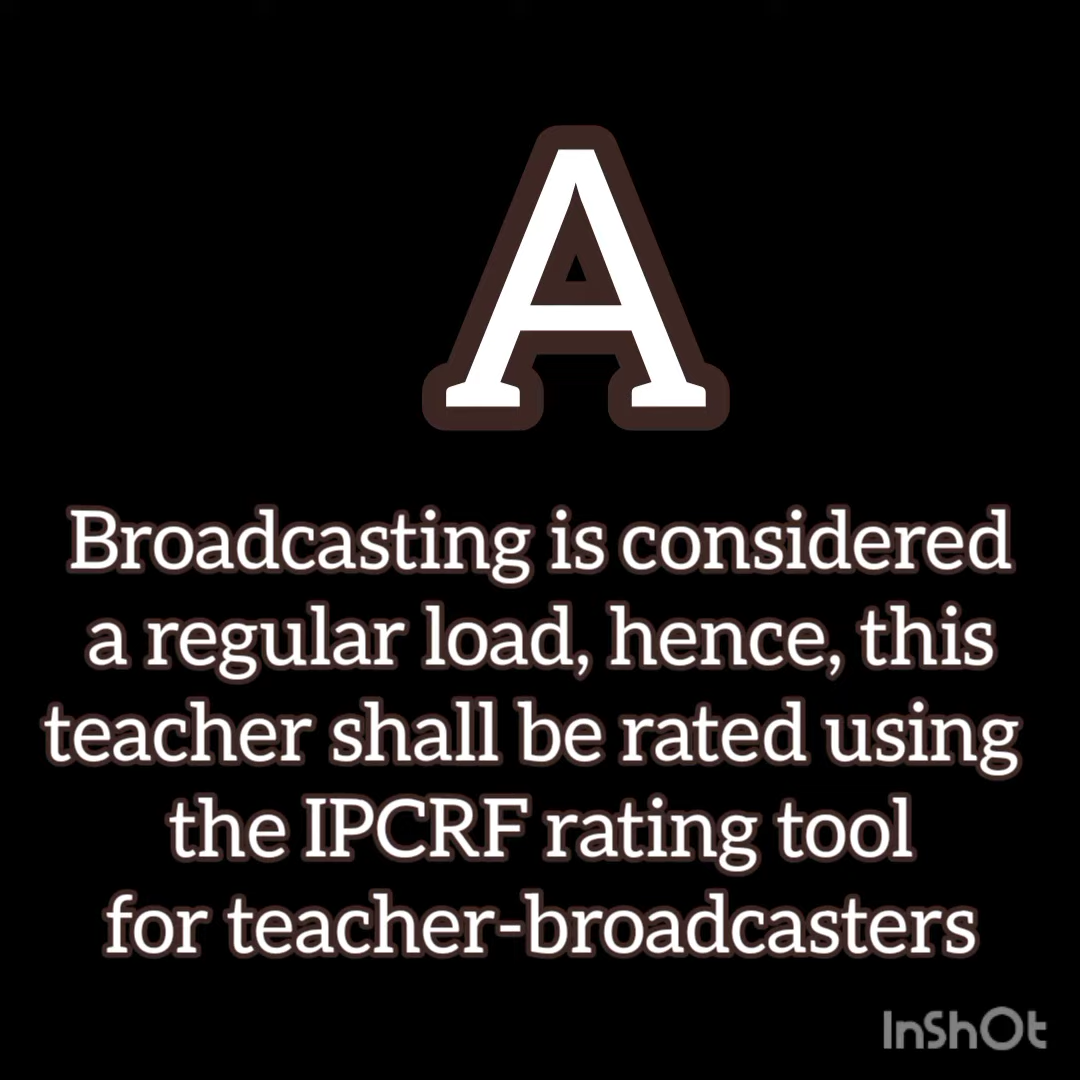 A
Broadcasting is considered
a regular load, hence, this
teacher shall be rated using
the IPCRF rating tool
for teacher-broadcasters
InShOt